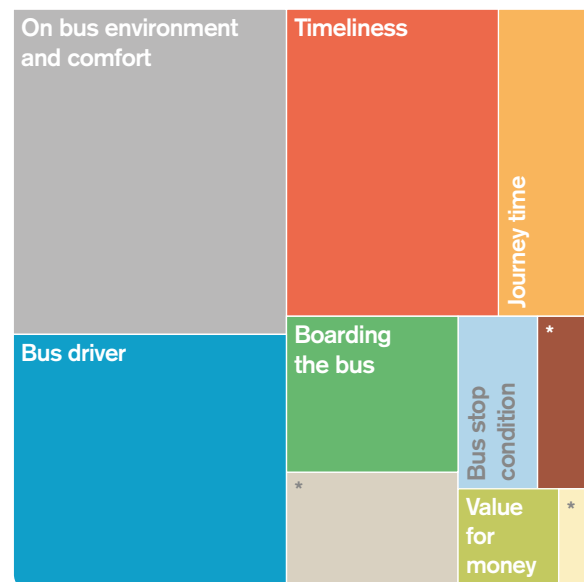 On bus environment
and comfort
Timeliness
Journey time
Bus driver
Boarding
the bus
Bus stop
condition
*
*
Value
for
money
*